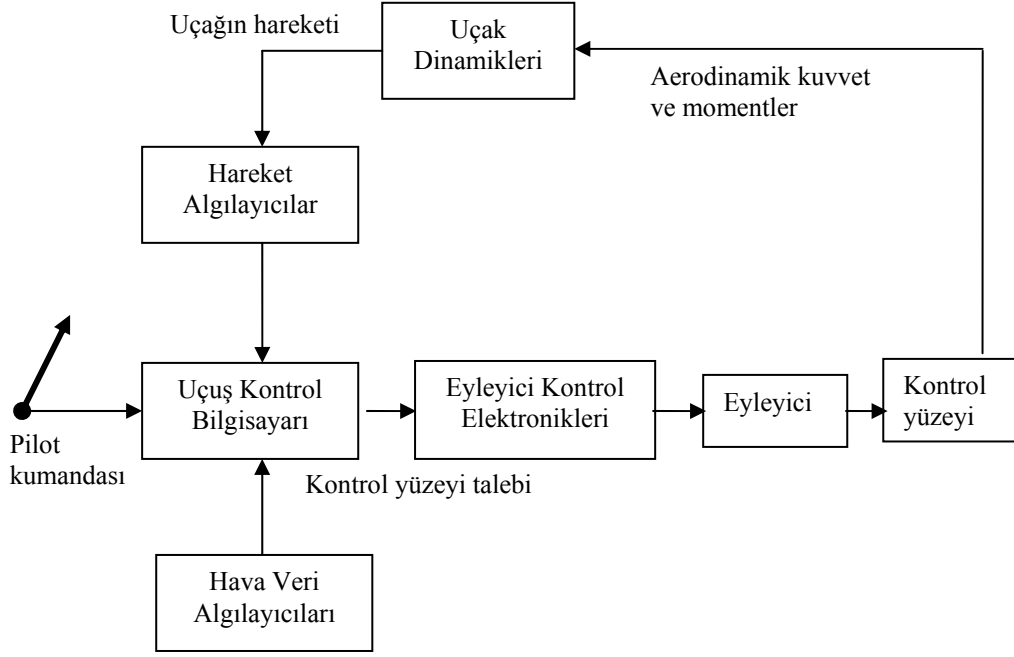 Uçağın hareketi
Uçak
Dinamikleri
Aerodinamik kuvvet
ve momentler
Hareket
Algılayıcılar
Uçuş Kontrol
Bilgisayarı
Eyleyici Kontrol
Elektronikleri
Eyleyici
Kontrol
yüzeyi
Pilot
kumandası
Kontrol yüzeyi talebi
Hava Veri
Algılayıcıları